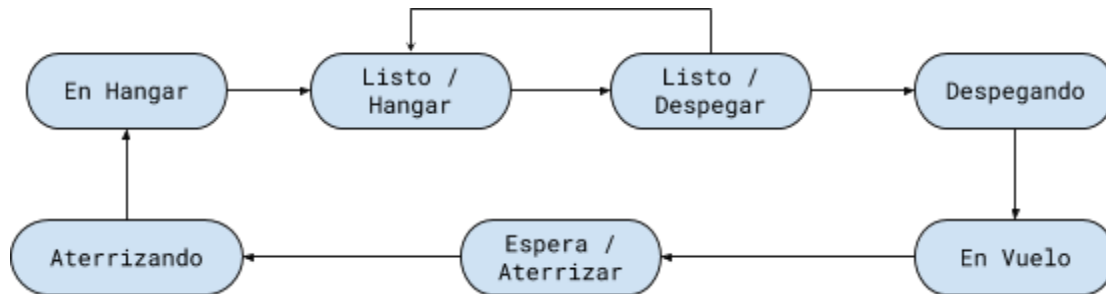 En Hangar
Listo /
Hangar
Listo /
Despegar
Despegando
Aterrizando
Espera /
Aterrizar
En Vuelo